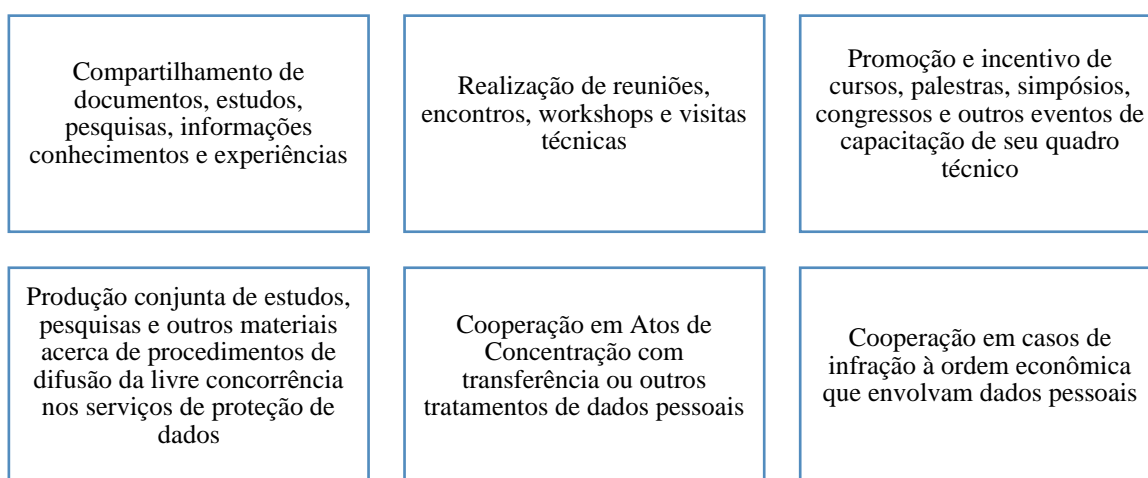 Compartilhamento de
documentos, estudos,
pesquisas, informações
conhecimentos e experiências
Realização de reuniões,
encontros, workshops e visitas
técnicas
Promoção e incentivo de
cursos, palestras, simpósios,
congressos e outros eventos de
capacitação de seu quadro
técnico
Produção conjunta de estudos,
pesquisas e outros materiais
acerca de procedimentos de
difusão da livre concorrência
nos serviços de proteção de
dados
Cooperação em Atos de
Concentração com
transferência ou outros
tratamentos de dados pessoais
Cooperação em casos de
infração à ordem econômica
que envolvam dados pessoais